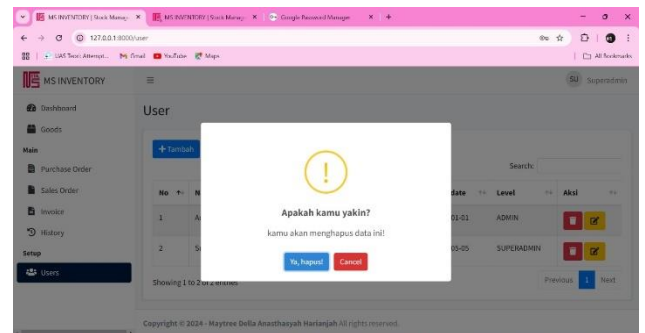 MS INVENTORY | Stock Manag
MS INVENTORY | Stock Manag
Google Password Manager
127.0.0.1:8000/user
UAS Teori: Attempt...
Gmail
YouTube
Maps
All Bookmarks
MS INVENTORY
SU
Superadmin
Dashboard
Goods
Main
Purchase Order
Sales Order
Invoice
History
Setup
Users
User
+ Tambah
Search:
No
N
date
Level
Aksi
1
A
01-01
ADMIN
2
05-05
SUPERADMIN
Showing 1 to 2 of 2 entries
Previous
1
Next
!
Apakah kamu yakin?
kamu akan menghapus data ini!
Ya, hapus!
Cancel
Copyright © 2024 - Maytree Della Anasthasyah Harianjah All rights reserved.